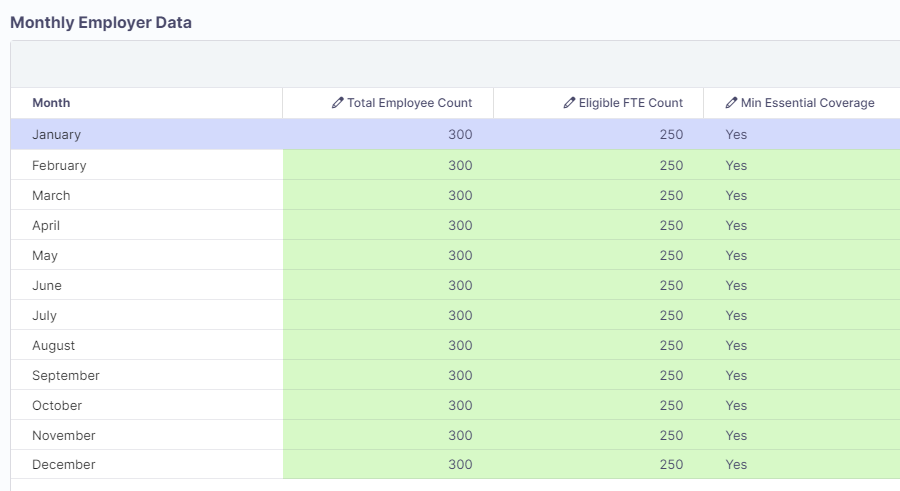 Monthly Employer Data
Month Total Employee Count Eligible FTE Count Min Essential Coverage
January 300 250 Yes
February 300 250 Yes
March 300 250 Yes
April 300 250 Yes
May 300 250 Yes
June 300 250 Yes
July 300 250 Yes
August 300 250 Yes
September 300 250 Yes
October 300 250 Yes
November 300 250 Yes
December 300 250 Yes